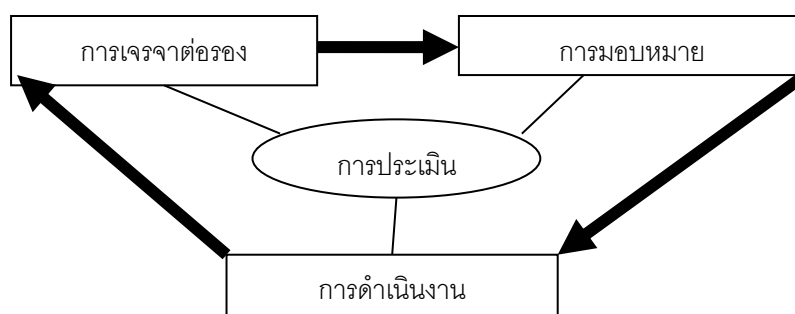 การเจรจาต่อรอง
การมอบหมาย
การประเมิน
การดำเนินงาน